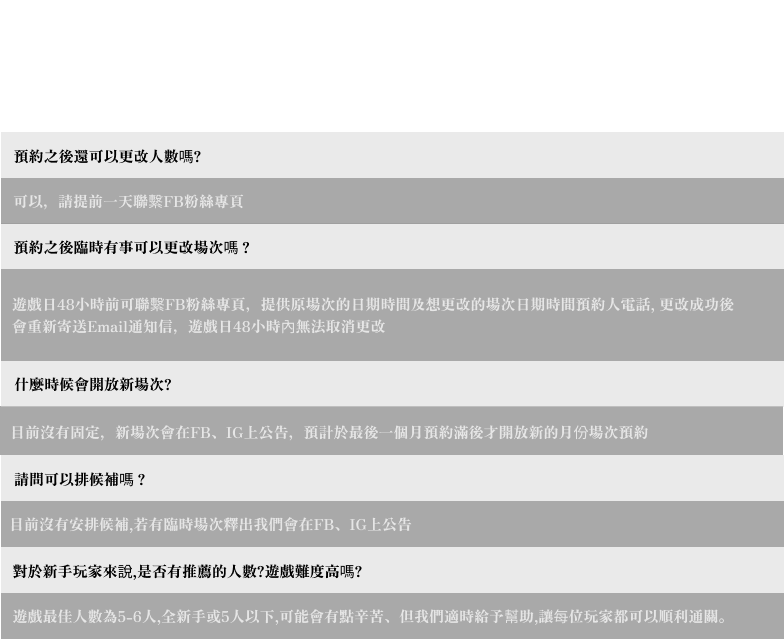 預約之後還可以更改人數嗎?
可以，請提前一天聯繫FB粉絲專頁
預約之後臨時有事可以更改場次嗎？
遊戲日48小時前可聯繫FB粉絲專頁，提供原場次的日期時間及想更改的場次日期時間預約人電話, 更改成功後
會重新寄送Email通知信，遊戲日48小時內無法取消更改
什麼時候會開放新場次?
目前沒有固定，新場次會在FB、IG上公告，預計於最後一個月預約滿後才開放新的月份場次預約
請問可以排候補嗎？
目前沒有安排候補,若有臨時場次釋出我們會在FB、IG上公告
對於新手玩家來說,是否有推薦的人數?遊戲難度高嗎?
遊戲最佳人數為5-6人,全新手或5人以下,可能會有點辛苦、但我們適時給予幫助,讓每位玩家都可以順利通關。